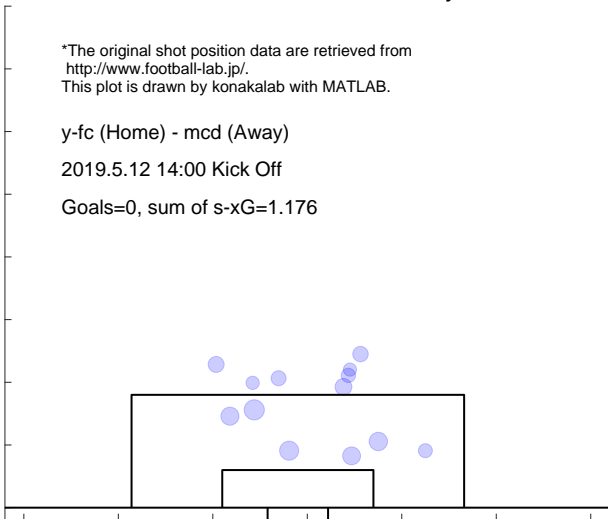 *The original shot position data are retrieved from
http://www.football-lab.jp/.
This plot is drawn by konakalab with MATLAB.
y-fc (Home) - mcd (Away)
2019.5.12 14:00 Kick Off
Goals=0, sum of s-xG=1.176